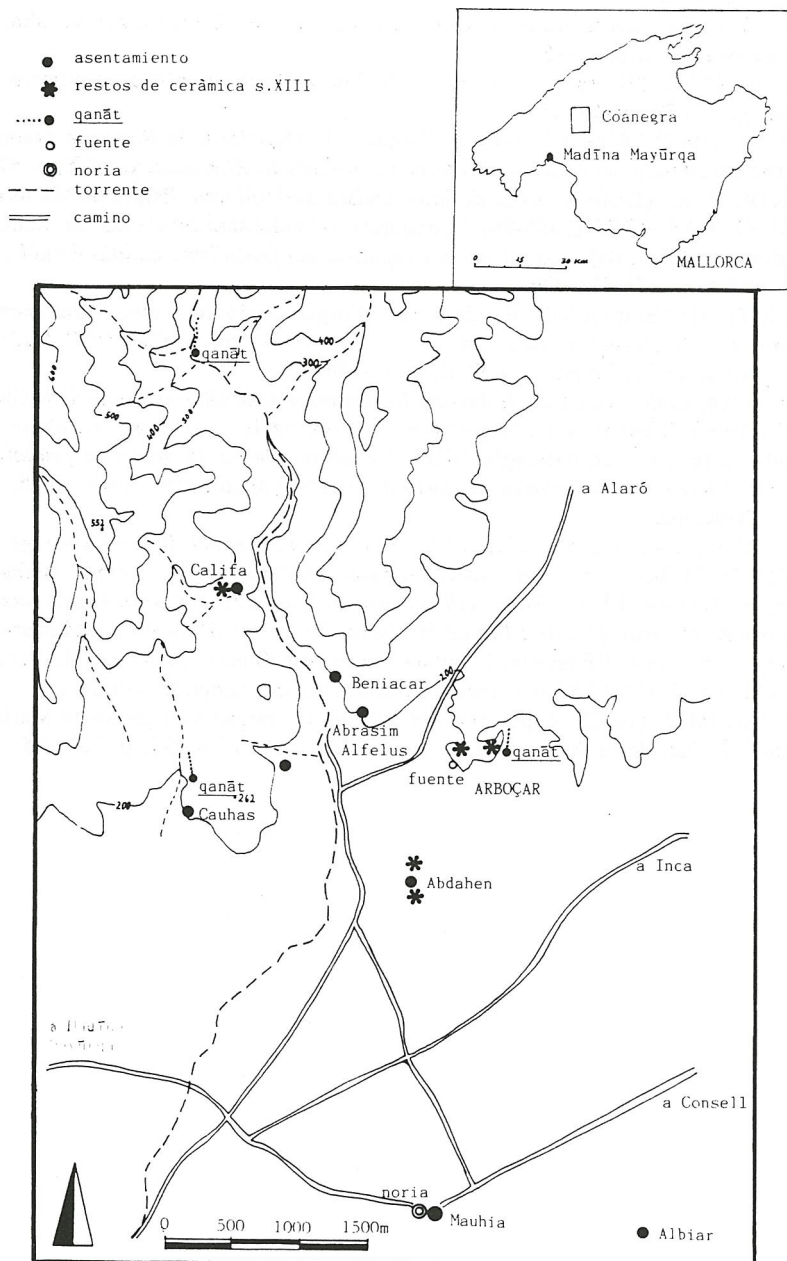 asentamiento
restos de ceràmica s.XIII
qanāt
fuente
noria
torrente
camino
Coanegra
Madīna Mayūrqa
0 15 30 Km
MALLORCA
qanāt
400
300
600
500
400
300
a Alaró
552
Califa
200
Beniacar
Abrasim
Alfelus
qanāt
fuente
ARBOÇAR
qanāt
262
200
Cauhas
a Inca
Abdahen
a
a Consell
noria
Mauhia
0 500 1000 1500m
Albiar